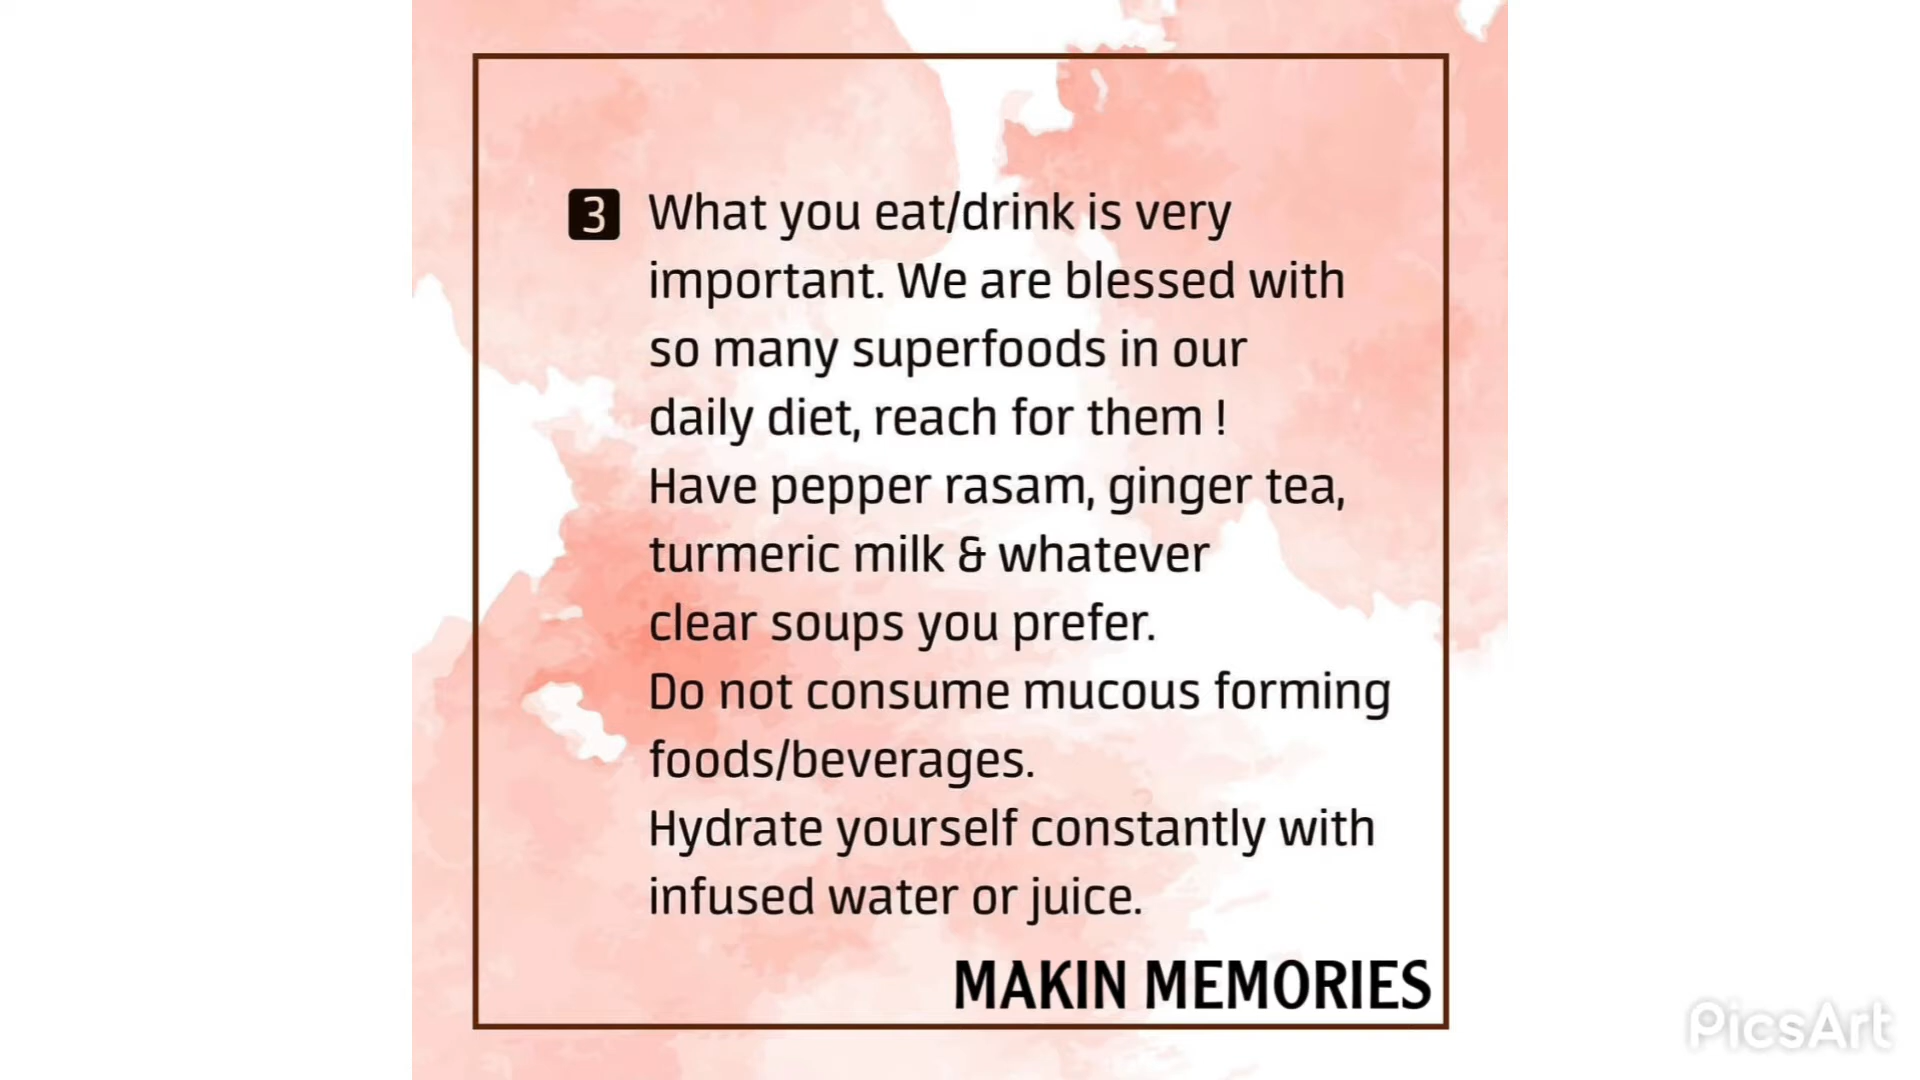 3 What you eat/drink is very
important. We are blessed with
so many superfoods in our
daily diet, reach for them !
Have pepper rasam, ginger tea,
turmeric milk & whatever
clear soups you prefer.
Do not consume mucous forming
foods/beverages.
Hydrate yourself constantly with
infused water or juice.
MAKIN MEMORIES
PicsArt